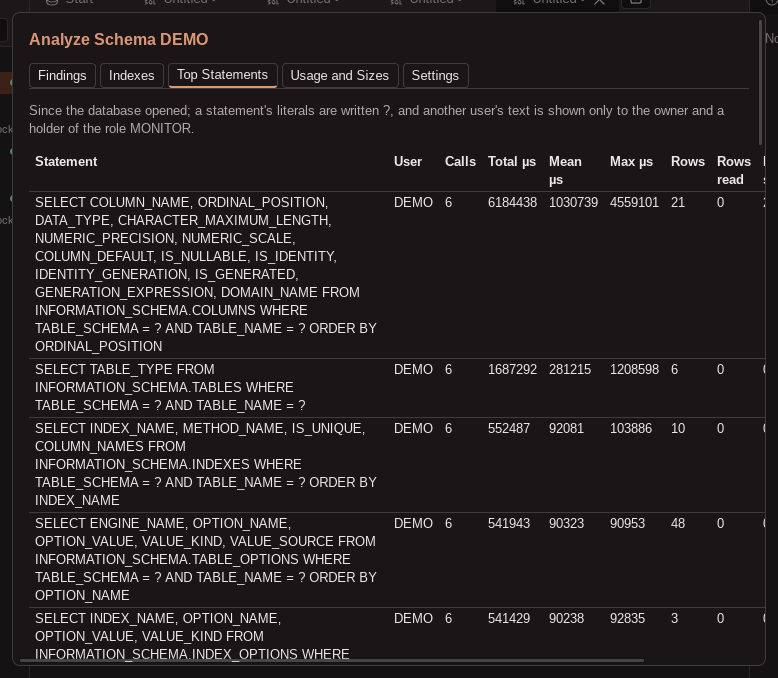 Start
Untitled
Untitled
Untitled
Untitled
Analyze Schema DEMO
No
Findings Indexes Top Statements Usage and Sizes Settings
Since the database opened; a statement's literals are written ?, and another user's text is shown only to the owner and a
holder of the role MONITOR.
Statement User Calls Total µs Mean µs Max µs Rows Rows read
SELECT COLUMN_NAME, ORDINAL_POSITION, DEMO 6 6184438 1030739 4559101 21 0
DATA_TYPE, CHARACTER_MAXIMUM_LENGTH,
NUMERIC_PRECISION, NUMERIC_SCALE,
COLUMN_DEFAULT, IS_NULLABLE, IS_IDENTITY,
IDENTITY_GENERATION, IS_GENERATED,
GENERATION_EXPRESSION, DOMAIN_NAME FROM
INFORMATION_SCHEMA.COLUMNS WHERE
TABLE_SCHEMA = ? AND TABLE_NAME = ? ORDER BY
ORDINAL_POSITION
SELECT TABLE_TYPE FROM DEMO 6 1687292 281215 1208598 6 0
INFORMATION_SCHEMA.TABLES WHERE
TABLE_SCHEMA = ? AND TABLE_NAME = ?
SELECT INDEX_NAME, METHOD_NAME, IS_UNIQUE, DEMO 6 552487 92081 103886 10 0
COLUMN_NAMES FROM
INFORMATION_SCHEMA.INDEXES WHERE
TABLE_SCHEMA = ? AND TABLE_NAME = ? ORDER BY
INDEX_NAME
SELECT ENGINE_NAME, OPTION_NAME, DEMO 6 541943 90323 90953 48 0
OPTION_VALUE, VALUE_KIND, VALUE_SOURCE FROM
INFORMATION_SCHEMA.TABLE_OPTIONS WHERE
TABLE_SCHEMA = ? AND TABLE_NAME = ? ORDER BY
OPTION_NAME
SELECT INDEX_NAME, OPTION_NAME, DEMO 6 541429 90238 92835 3 0
OPTION_VALUE, VALUE_KIND FROM
INFORMATION_SCHEMA.INDEX_OPTIONS WHERE